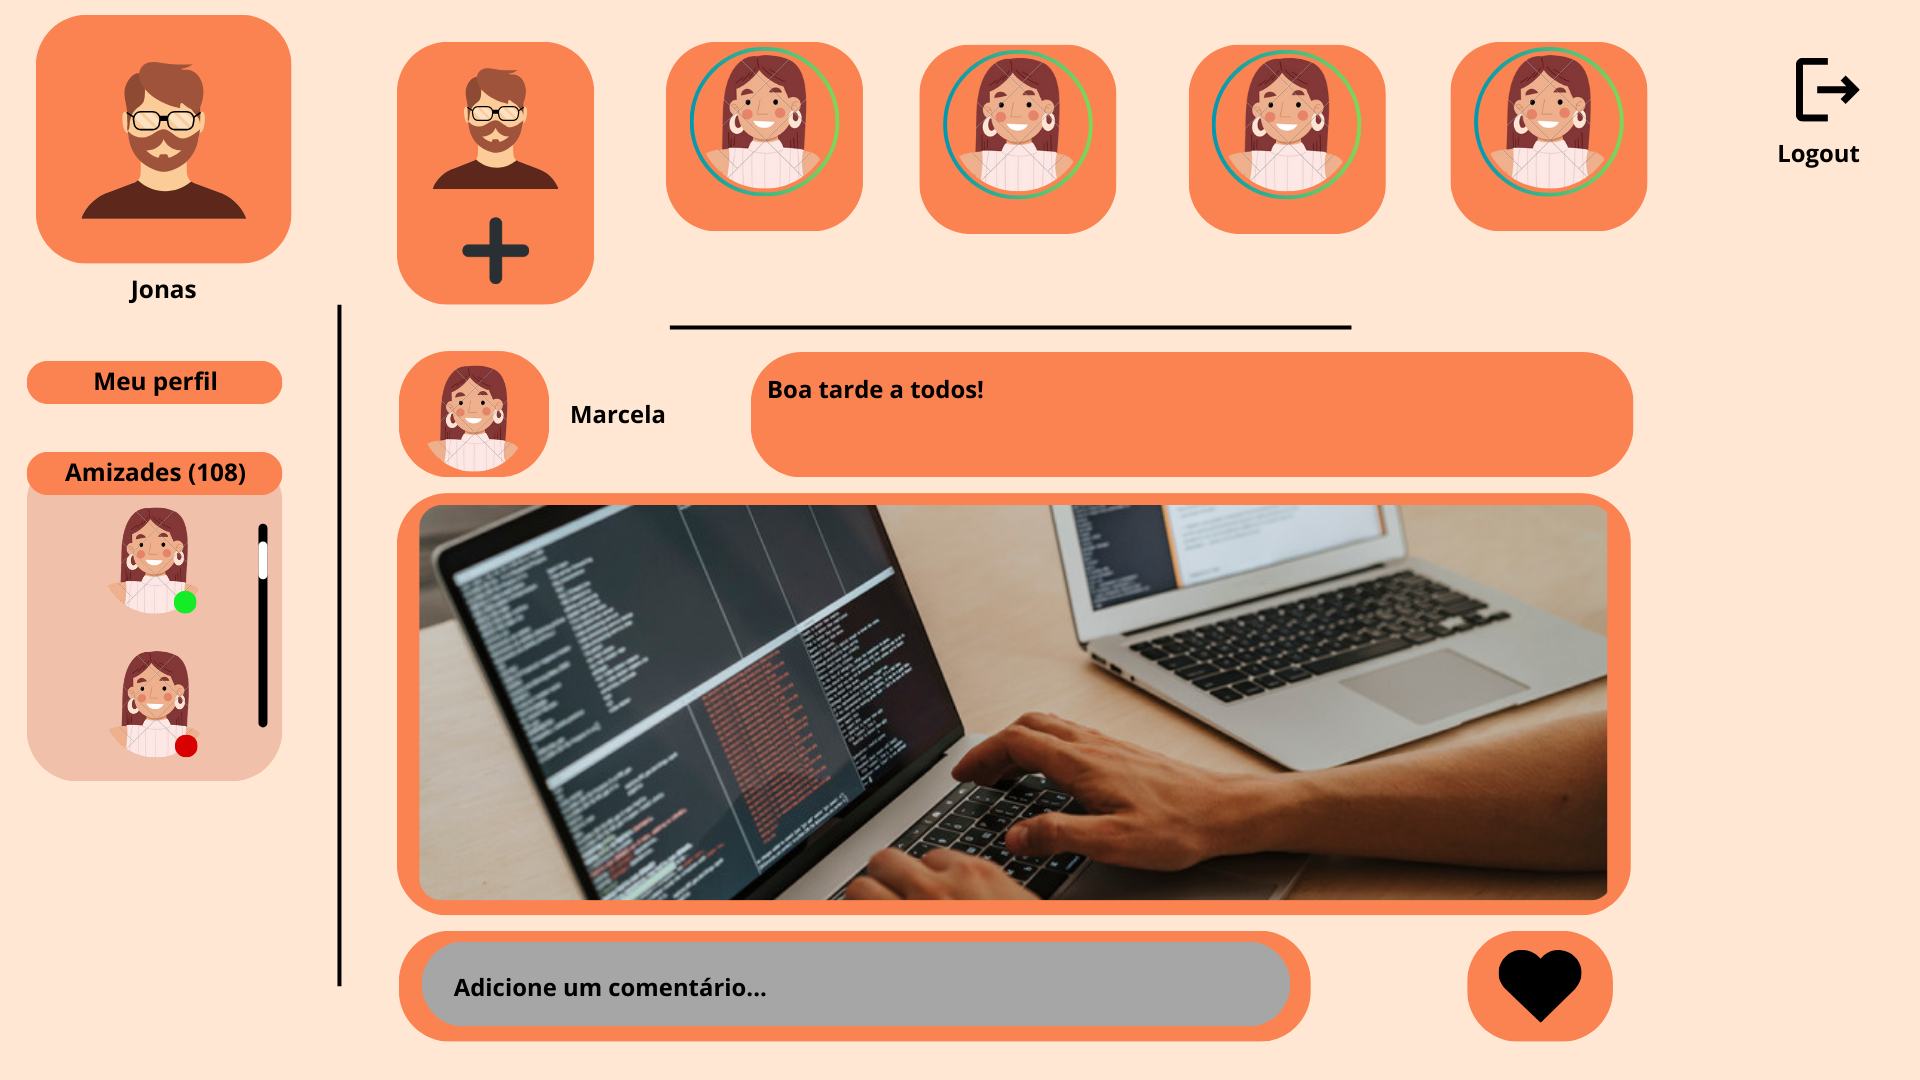 Logout
Jonas
Meu perfil
Amizades (108)
Marcela
Boa tarde a todos!
Adicione um comentário...